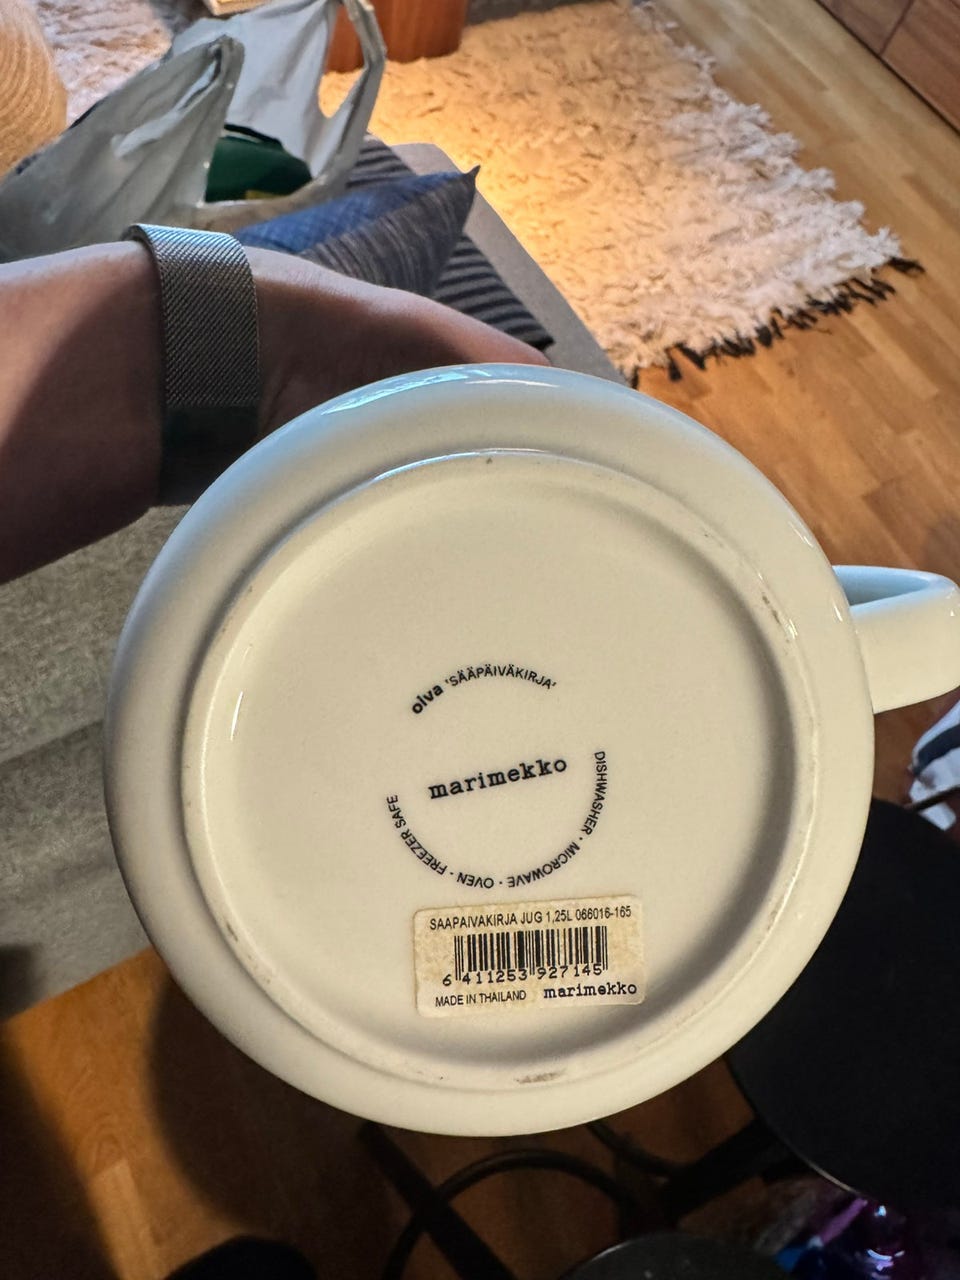 oiva 'SÄÄPÄIVÄKIRJA'
marimekko
DISHWASHER · MICROWAVE · OVEN · FREEZER SAFE
SAAPAIVAKIRJA JUG 1,25L 066016-165
6 411253 927145
MADE IN THAILAND marimekko